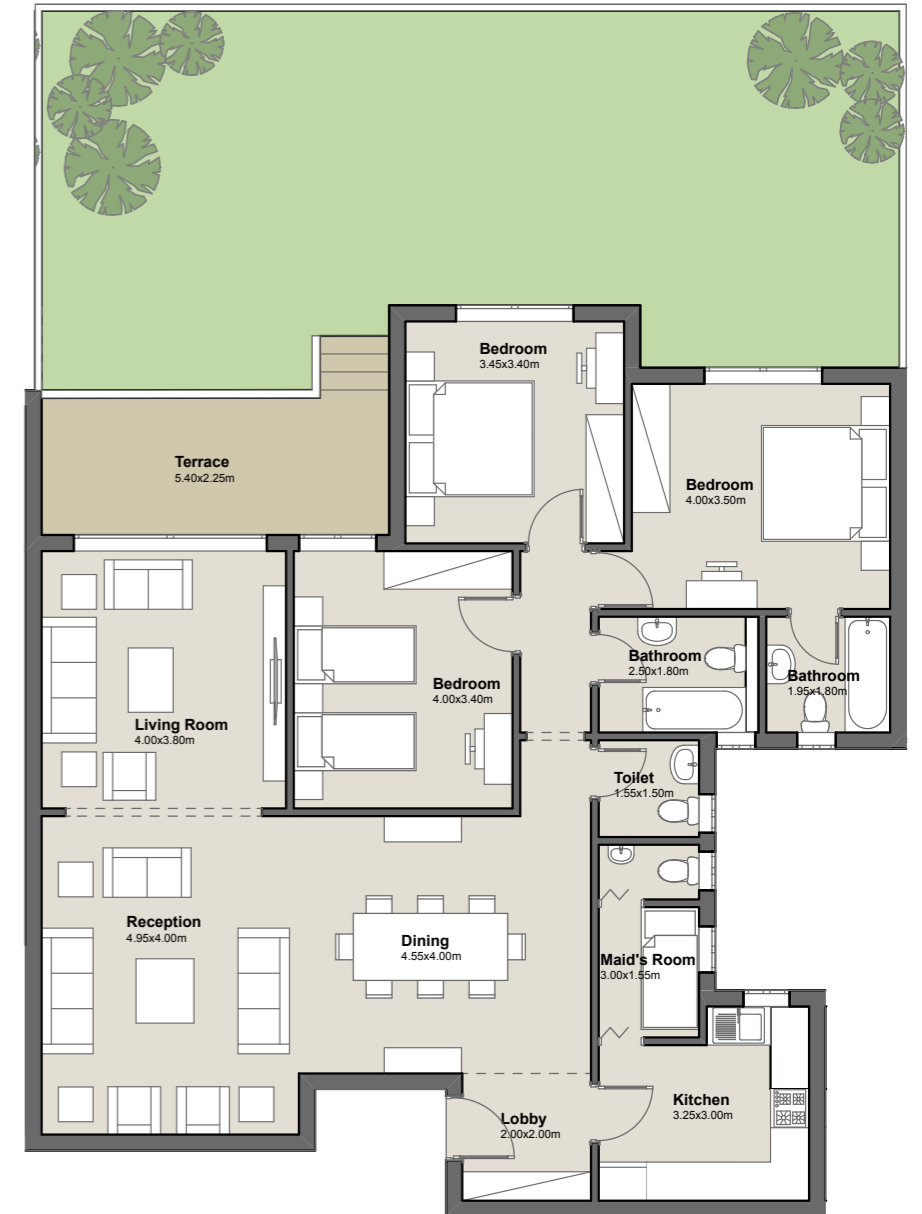 Bedroom
3.45x3.40m
Terrace
5.40x2.25m
Bedroom
4.00x3.50m
Bathroom
2.50x1.80m
Bathroom
1.95x1.80m
Bedroom
4.00x3.40m
Living Room
4.00x3.80m
Toilet
1.55x1.50m
Reception
4.95x4.00m
Dining
4.55x4.00m
Maid's Room
3.00x1.55m
Kitchen
3.25x3.00m
Lobby
2.00x2.00m